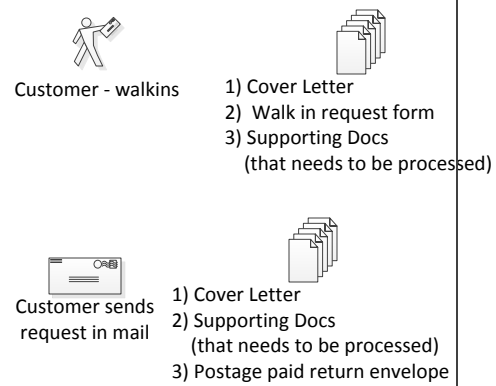 Customer - walkins
1) Cover Letter
2) Walk in request form
3) Supporting Docs
(that needs to be processed)
Customer sends
request in mail
1) Cover Letter
2) Supporting Docs
(that needs to be processed)
3) Postage paid return envelope